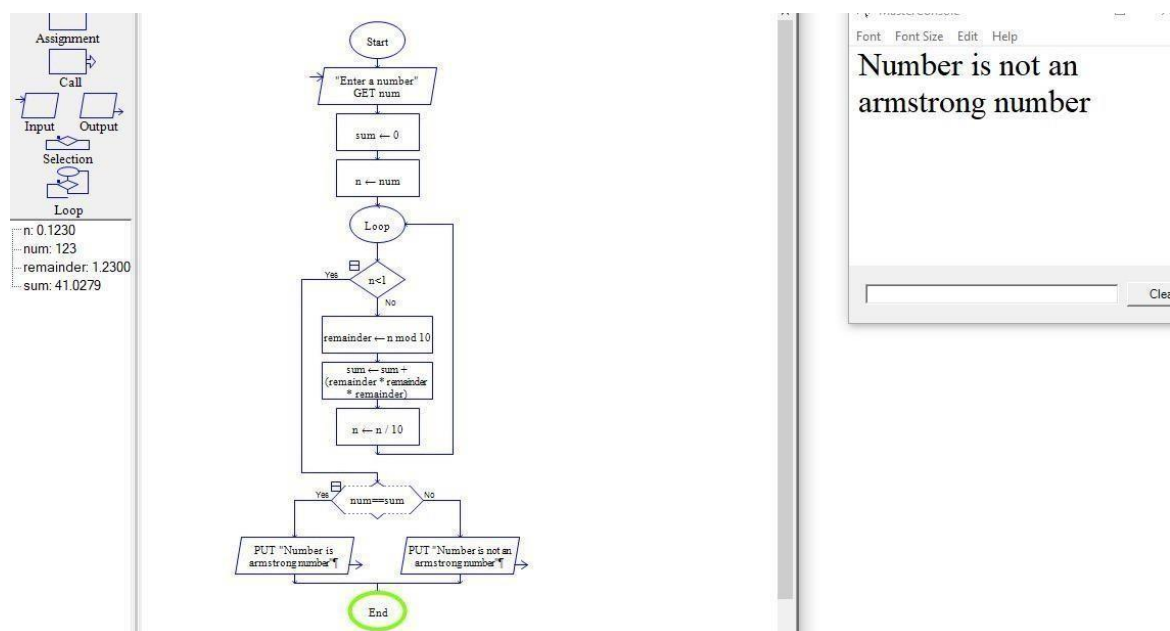 Assignment
Call
Input Output
Selection
Loop
n: 0.1230
num: 123
remainder: 1.2300
sum: 41.0279
Start
"Enter a number"
GET num
sum ← 0
n ← num
Loop
Yes
n<1
No
remainder ← n mod 10
sum ← sum +
(remainder * remainder
* remainder)
n ← n / 10
Yes
num==sum
No
PUT "Number is
armstrong number"¶
PUT "Number is not an
armstrong number"¶
End
Font Font Size Edit Help
Number is not an
armstrong number